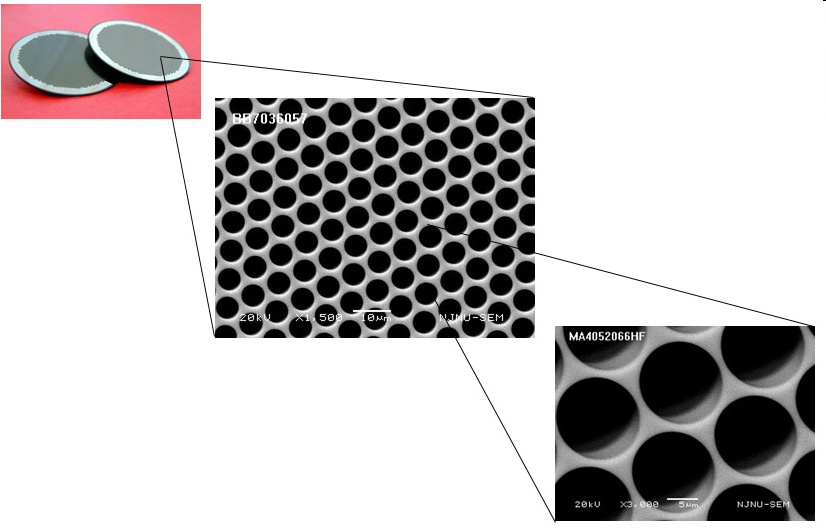 BB7036057
20kV X1,500 10µm NJNU-SEM
MA4052066HF
20kV X3,000 5µm NJNU-SEM